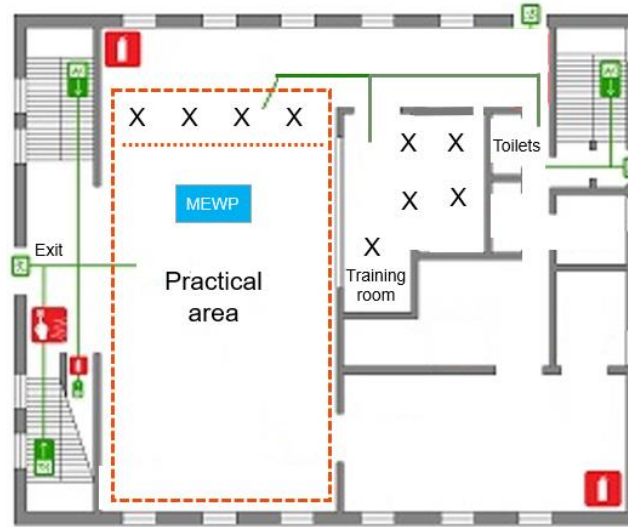 X X X X
X X
Toilets
MEWP
X X
Exit
X
Practical
area
Training
room